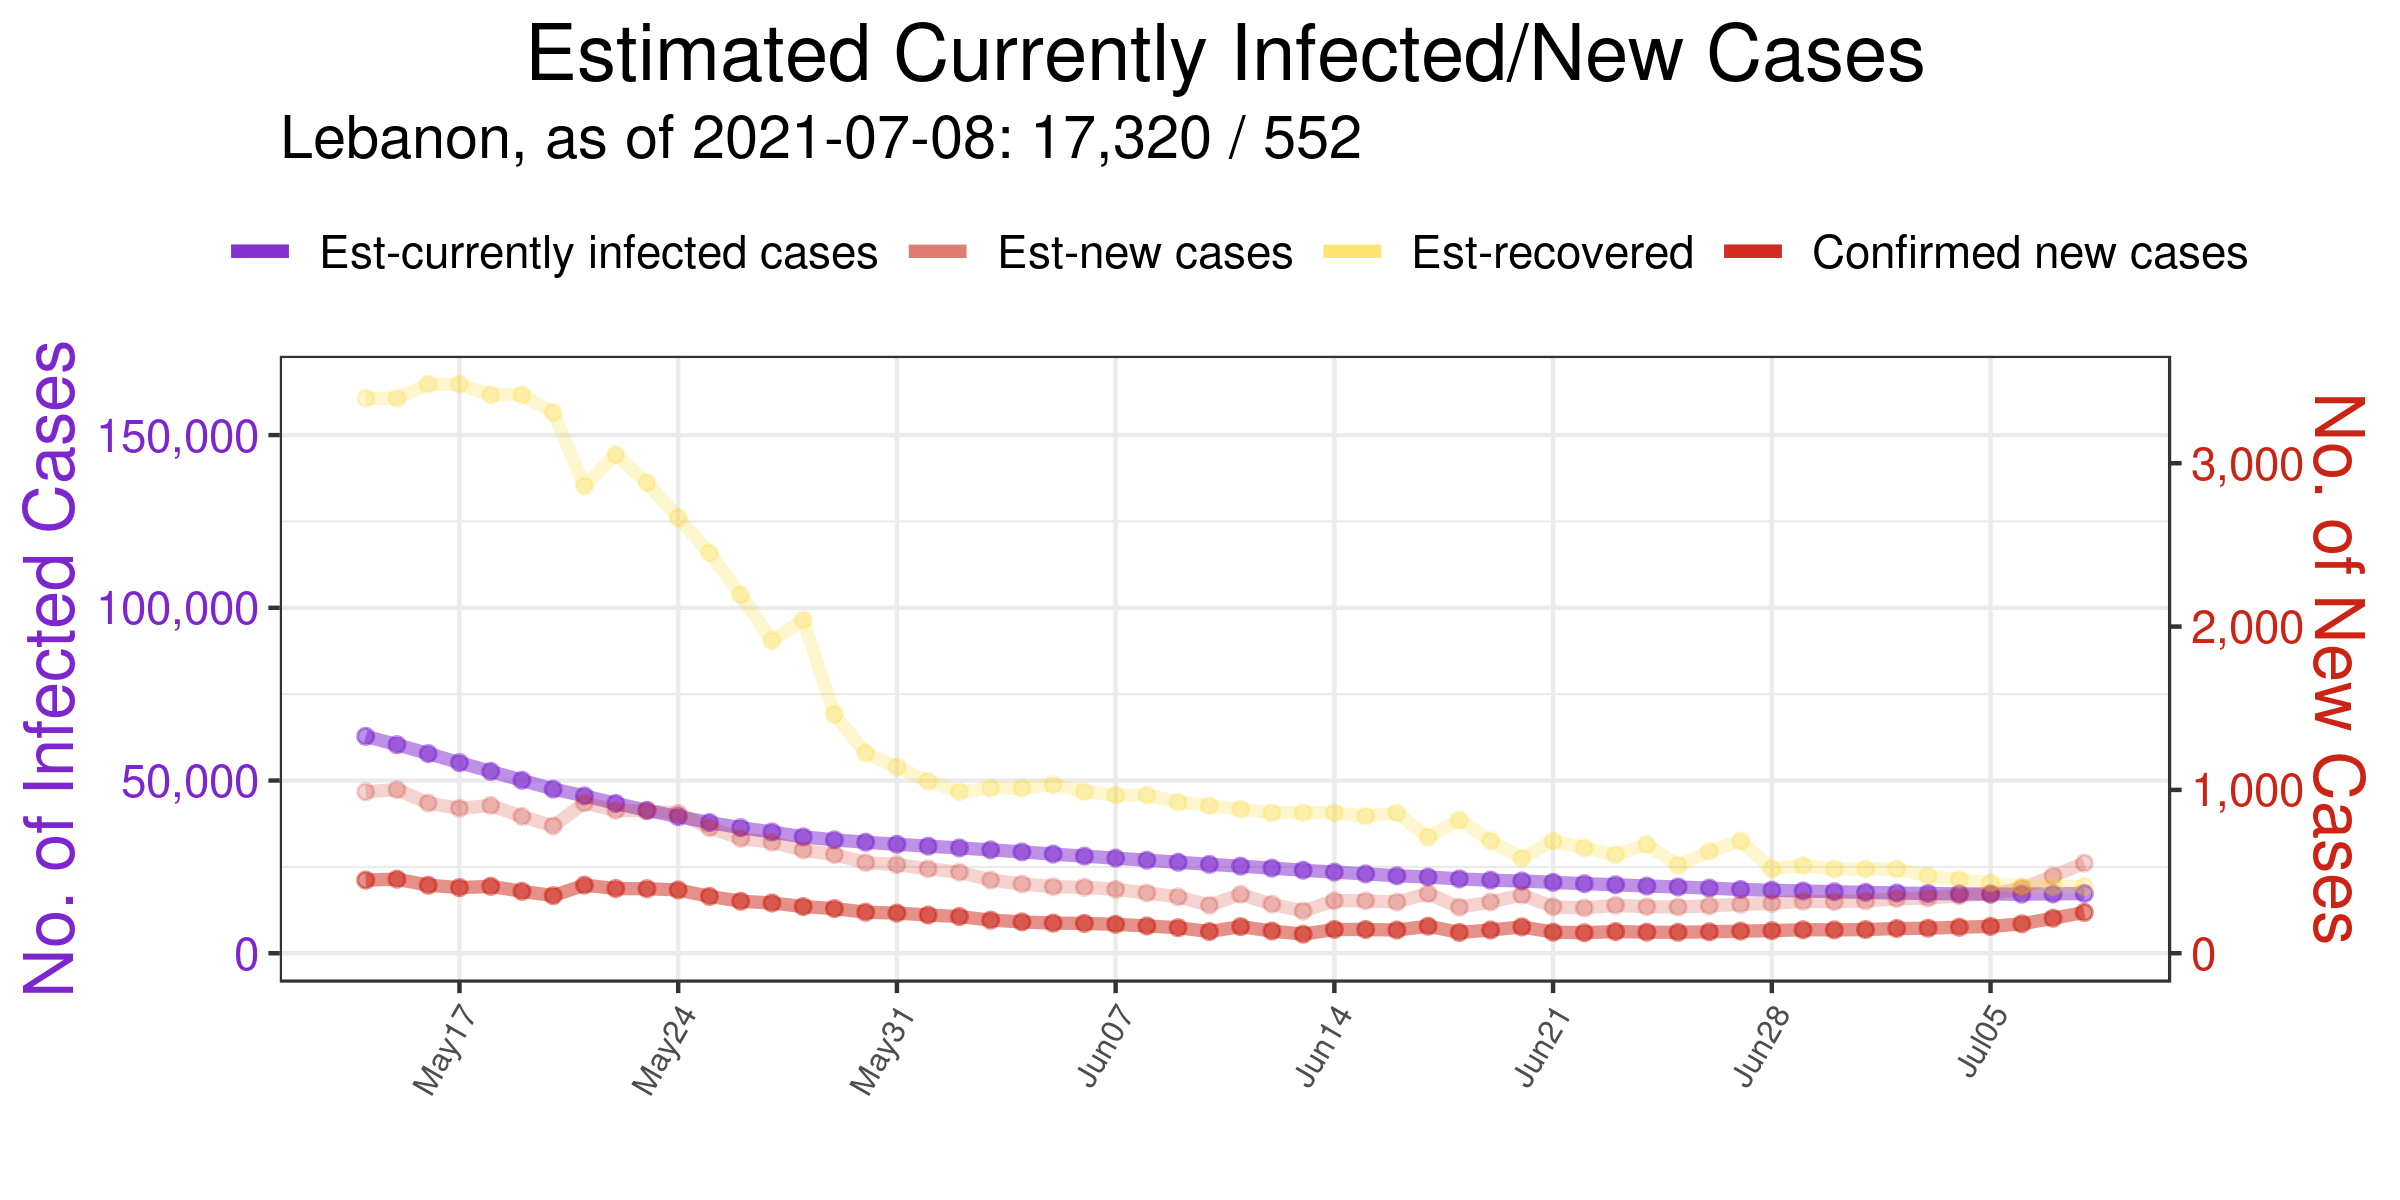 Estimated Currently Infected/New Cases
Lebanon, as of 2021-07-08: 17,320 / 552
Est-currently infected cases Est-new cases Est-recovered Confirmed new cases
No. of Infected Cases
150,000
100,000
50,000
0
3,000
2,000
1,000
0
No. of New Cases
May17 May24 May31 Jun07 Jun14 Jun21 Jun28 Jul05